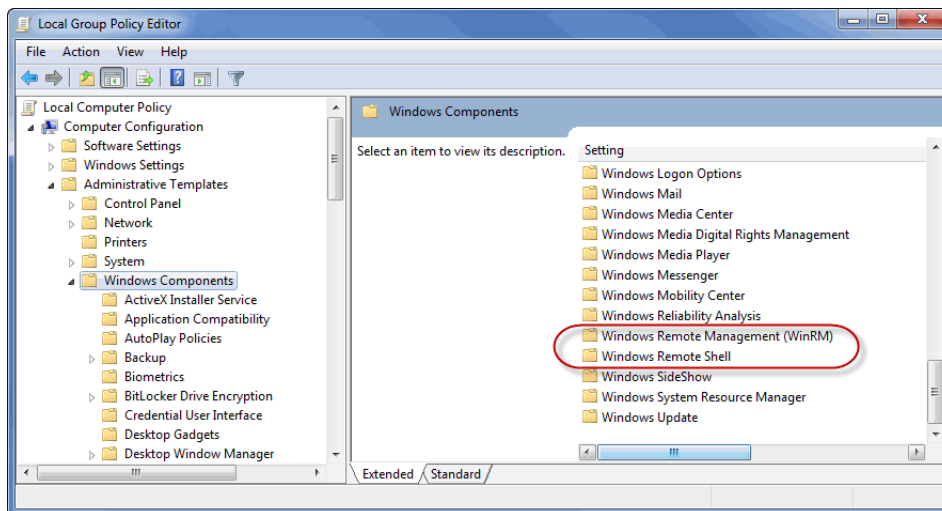 Local Group Policy Editor
File Action View Help
Local Computer Policy
Computer Configuration
Software Settings
Windows Settings
Administrative Templates
Control Panel
Network
Printers
System
Windows Components
ActiveX Installer Service
Application Compatibility
AutoPlay Policies
Backup
Biometrics
BitLocker Drive Encryption
Credential User Interface
Desktop Gadgets
Desktop Window Manager
Windows Components
Select an item to view its description.
Setting
Windows Logon Options
Windows Mail
Windows Media Center
Windows Media Digital Rights Management
Windows Media Player
Windows Messenger
Windows Mobility Center
Windows Reliability Analysis
Windows Remote Management (WinRM)
Windows Remote Shell
Windows SideShow
Windows System Resource Manager
Windows Update
Extended Standard